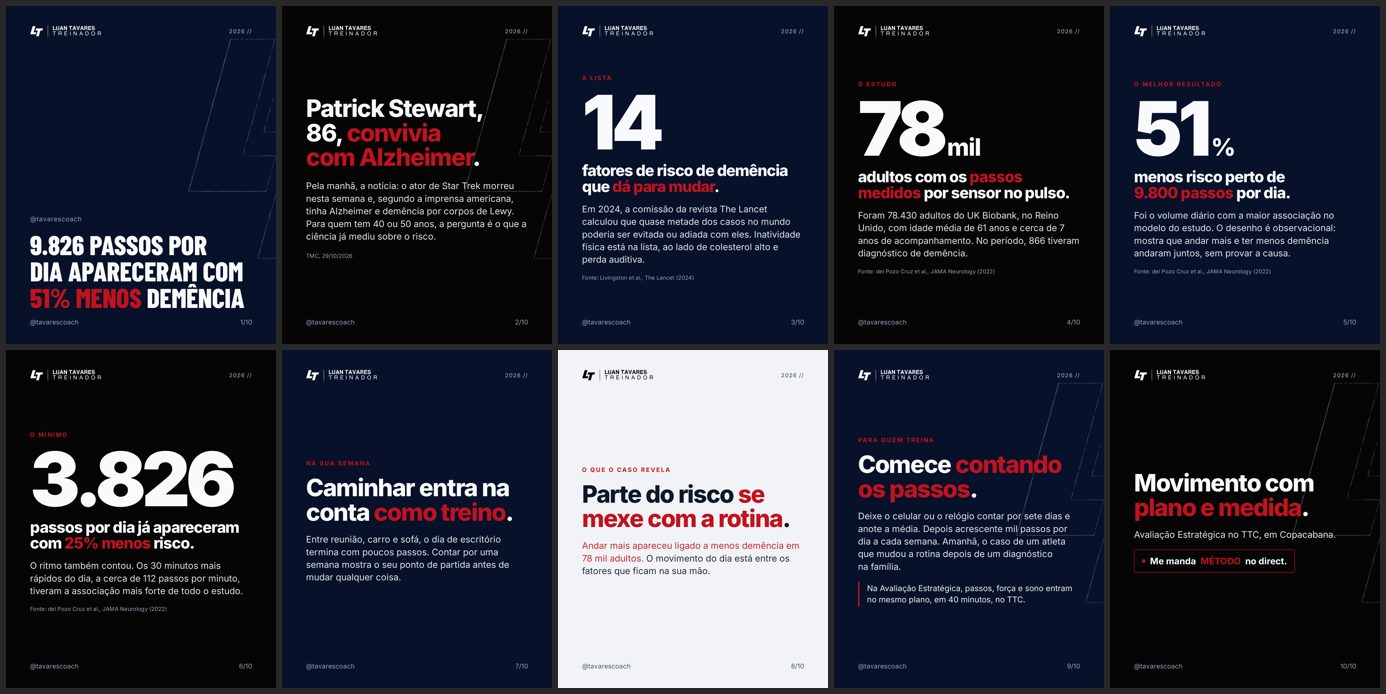 LT LUAN TAVARES
TREINADOR
2026 //
@tavarescoach
9.826 PASSOS POR
DIA APARECERAM COM
51% MENOS DEMÊNCIA
@tavarescoach
1/10
LT LUAN TAVARES
TREINADOR
2026 //
Patrick Stewart,
86, convivia
com Alzheimer.
Pela manhã, a notícia: o ator de Star Trek morreu
nesta semana e, segundo a imprensa americana,
tinha Alzheimer e demência por corpos de Lewy.
Para quem tem 40 ou 50 anos, a pergunta é o que a
ciência já mediu sobre o risco.
TMC, 29/10/2026
@tavarescoach
2/10
LT LUAN TAVARES
TREINADOR
2026 //
A LISTA
14
fatores de risco de demência
que dá para mudar.
Em 2024, a comissão da revista The Lancet
calculou que quase metade dos casos no mundo
poderia ser evitada ou adiada com eles. Inatividade
física está na lista, ao lado de colesterol alto e
perda auditiva.
Fonte: Livingston et al., The Lancet (2024)
@tavarescoach
3/10
LT LUAN TAVARES
TREINADOR
2026 //
O ESTUDO
78 mil
adultos com os passos
medidos por sensor no pulso.
Foram 78.430 adultos do UK Biobank, no Reino
Unido, com idade média de 61 anos e cerca de 7
anos de acompanhamento. No período, 866 tiveram
diagnóstico de demência.
Fonte: del Pozo Cruz et al., JAMA Neurology (2022)
@tavarescoach
4/10
LT LUAN TAVARES
TREINADOR
2026 //
O MELHOR RESULTADO
51%
menos risco perto de
9.800 passos por dia.
Foi o volume diário com a maior associação no
modelo do estudo. O desenho é observacional:
mostra que andar mais e ter menos demência
andaram juntos, sem provar a causa.
Fonte: del Pozo Cruz et al., JAMA Neurology (2022)
@tavarescoach
5/10
LT LUAN TAVARES
TREINADOR
2026 //
O MÍNIMO
3.826
passos por dia já apareceram
com 25% menos risco.
O ritmo também contou. Os 30 minutos mais
rápidos do dia, a cerca de 112 passos por minuto,
tiveram a associação mais forte de todo o estudo.
Fonte: del Pozo Cruz et al., JAMA Neurology (2022)
@tavarescoach
6/10
LT LUAN TAVARES
TREINADOR
2026 //
NA SUA SEMANA
Caminhar entra na
conta como treino.
Entre reunião, carro e sofá, o dia de escritório
termina com poucos passos. Contar por uma
semana mostra o seu ponto de partida antes de
mudar qualquer coisa.
@tavarescoach
7/10
LT LUAN TAVARES
TREINADOR
2026 //
O QUE O CASO REVELA
Parte do risco se
mexe com a rotina.
Andar mais apareceu ligado a menos demência em
78 mil adultos. O movimento do dia está entre os
fatores que ficam na sua mão.
@tavarescoach
8/10
LT LUAN TAVARES
TREINADOR
2026 //
PARA QUEM TREINA
Comece contando
os passos.
Deixe o celular ou o relógio contar por sete dias e
anote a média. Depois acrescente mil passos por
dia a cada semana. Amanhã, o caso de um atleta
que mudou a rotina depois de um diagnóstico
na família.
Na Avaliação Estratégica, passos, força e sono entram
no mesmo plano, em 40 minutos, no TTC.
@tavarescoach
9/10
LT LUAN TAVARES
TREINADOR
2026 //
Movimento com
plano e medida.
Avaliação Estratégica no TTC, em Copacabana.
Me manda MÉTODO no direct.
@tavarescoach
10/10